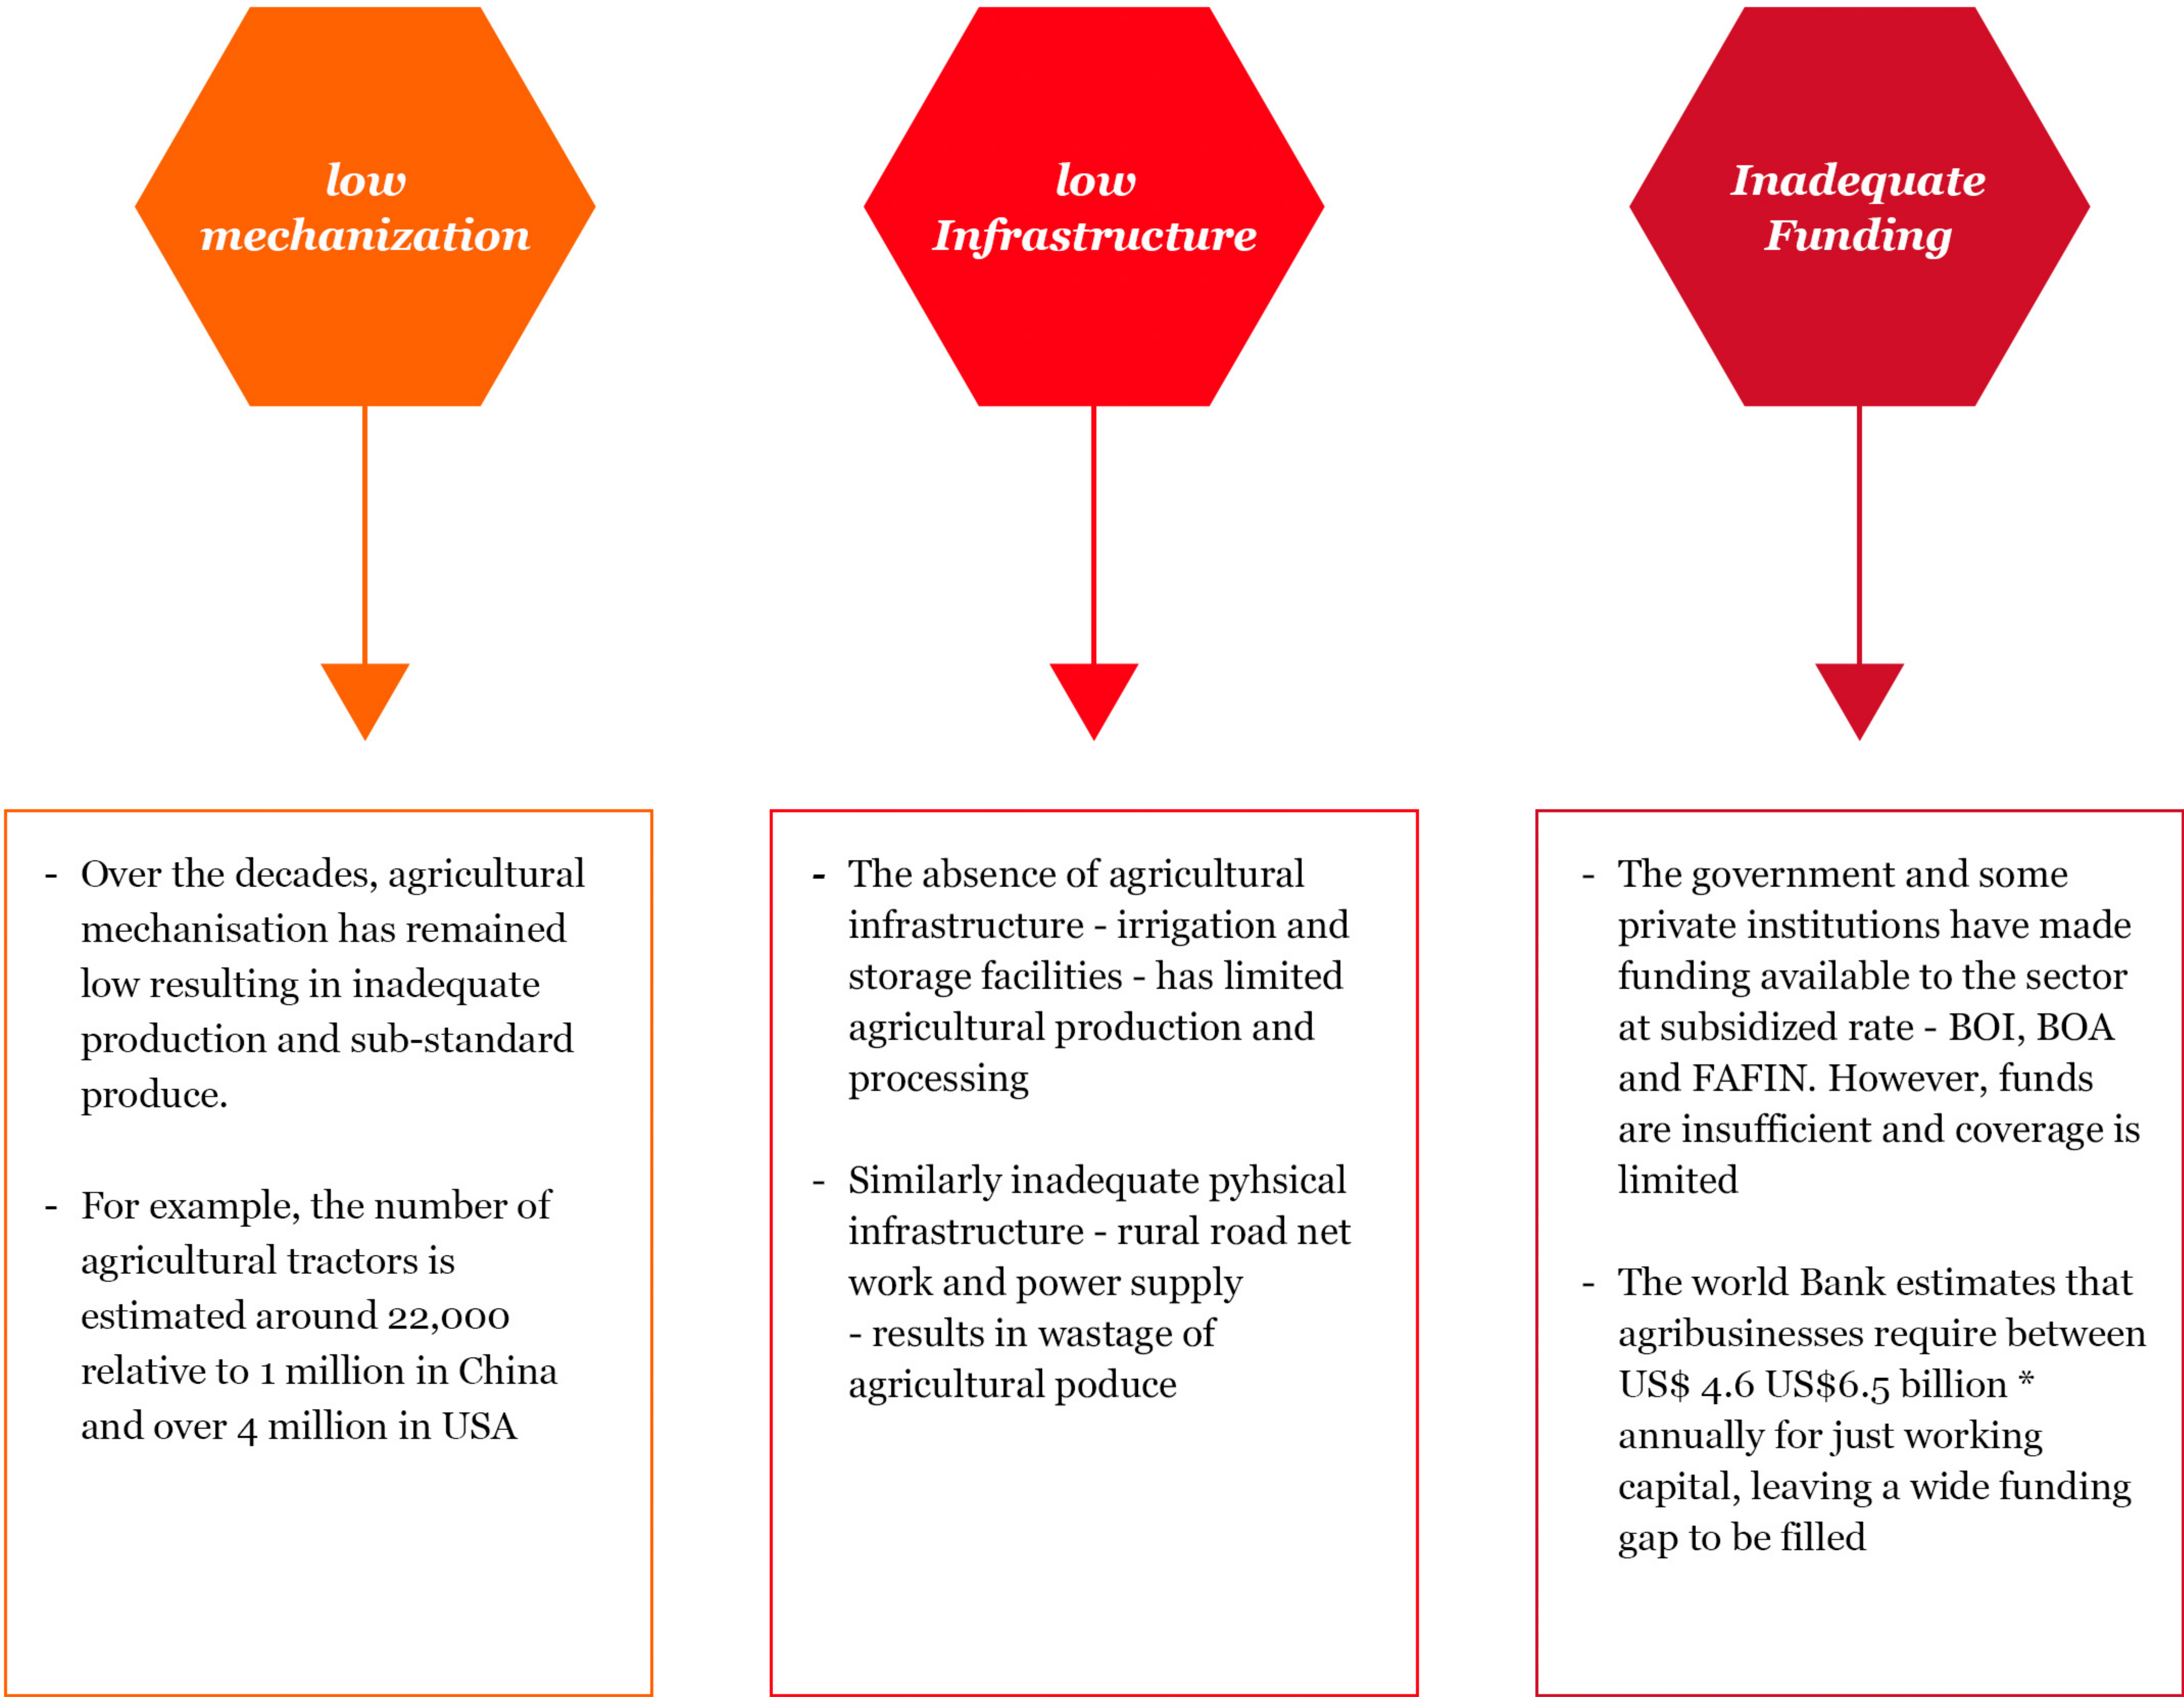 low
mechanization
low
Infrastructure
Inadequate
Funding
- Over the decades, agricultural
mechanisation has remained
low resulting in inadequate
production and sub-standard
produce.
- For example, the number of
agricultural tractors is
estimated around 22,000
relative to 1 million in China
and over 4 million in USA
- The absence of agricultural
infrastructure - irrigation and
storage facilities - has limited
agricultural production and
processing
- Similarly inadequate pyhsical
infrastructure - rural road net
work and power supply
- results in wastage of
agricultural poduce
- The government and some
private institutions have made
funding available to the sector
at subsidized rate - BOI, BOA
and FAFIN. However, funds
are insufficient and coverage is
limited
- The world Bank estimates that
agribusinesses require between
US$ 4.6 US$6.5 billion *
annually for just working
capital, leaving a wide funding
gap to be filled